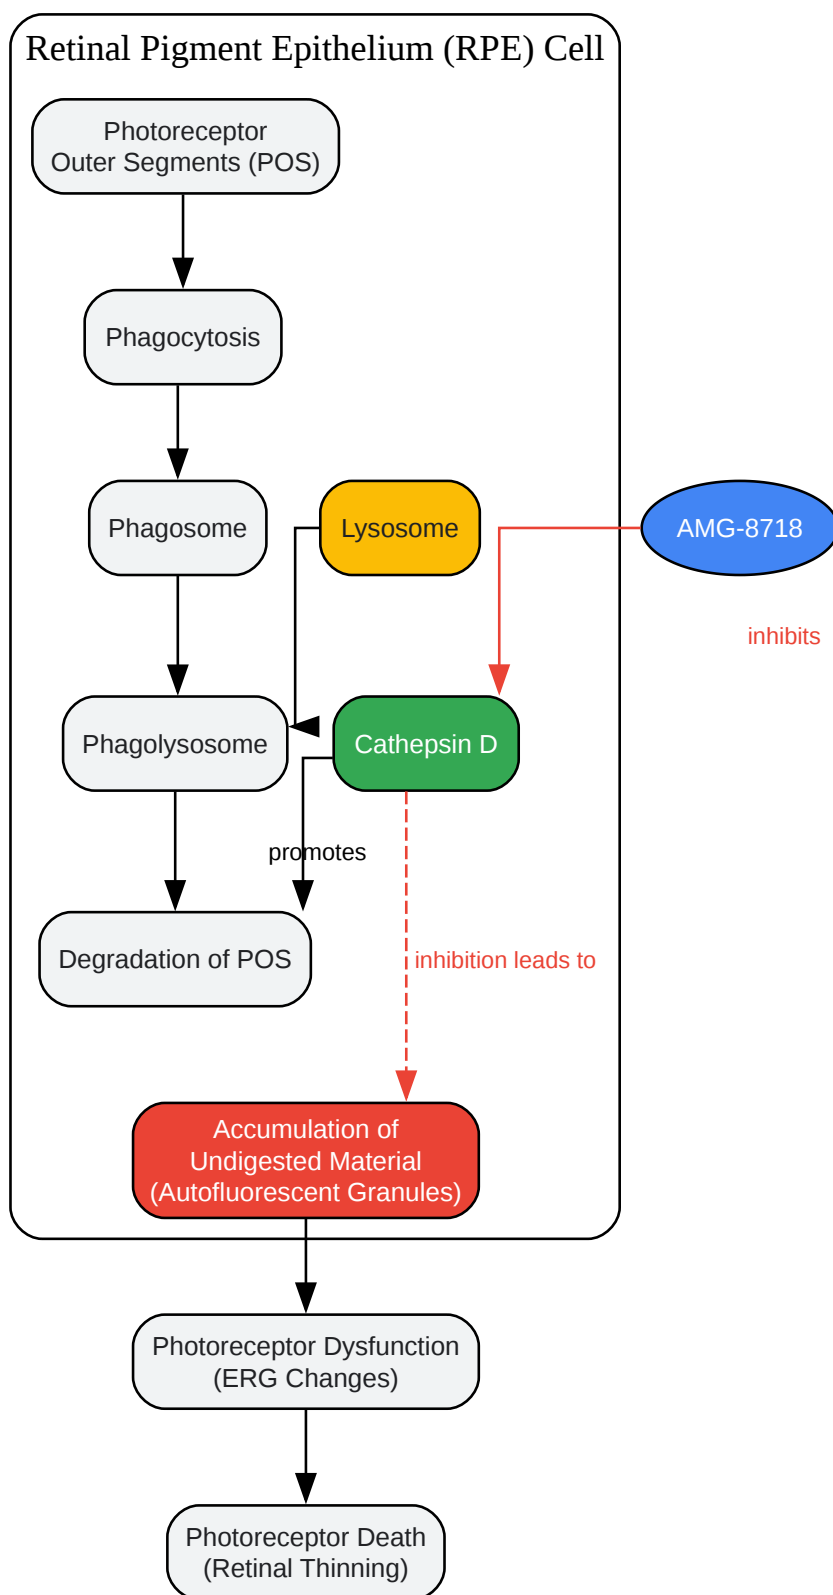 Retinal Pigment Epithelium (RPE) Cell
Photoreceptor
Outer Segments (POS)
Phagocytosis
Phagosome
Lysosome
AMG-8718
inhibits
Phagolysosome
Cathepsin D
promotes
Degradation of POS
inhibition leads to
Accumulation of
Undigested Material
(Autofluorescent Granules)
Photoreceptor Dysfunction
(ERG Changes)
Photoreceptor Death
(Retinal Thinning)